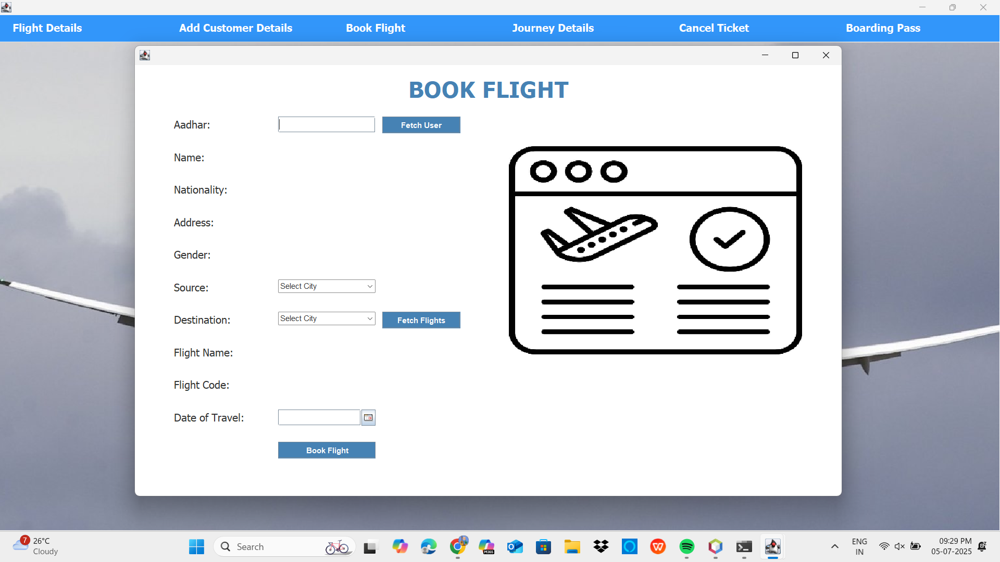 Flight Details Add Customer Details Book Flight Journey Details Cancel Ticket Boarding Pass
BOOK FLIGHT
Aadhar: Fetch User
Name:
Nationality:
Address:
Gender:
Source: Select City
Destination: Select City Fetch Flights
Flight Name:
Flight Code:
Date of Travel:
Book Flight
7 26°C
Cloudy
Search
M365
ENG
IN
09:29 PM
05-07-2025